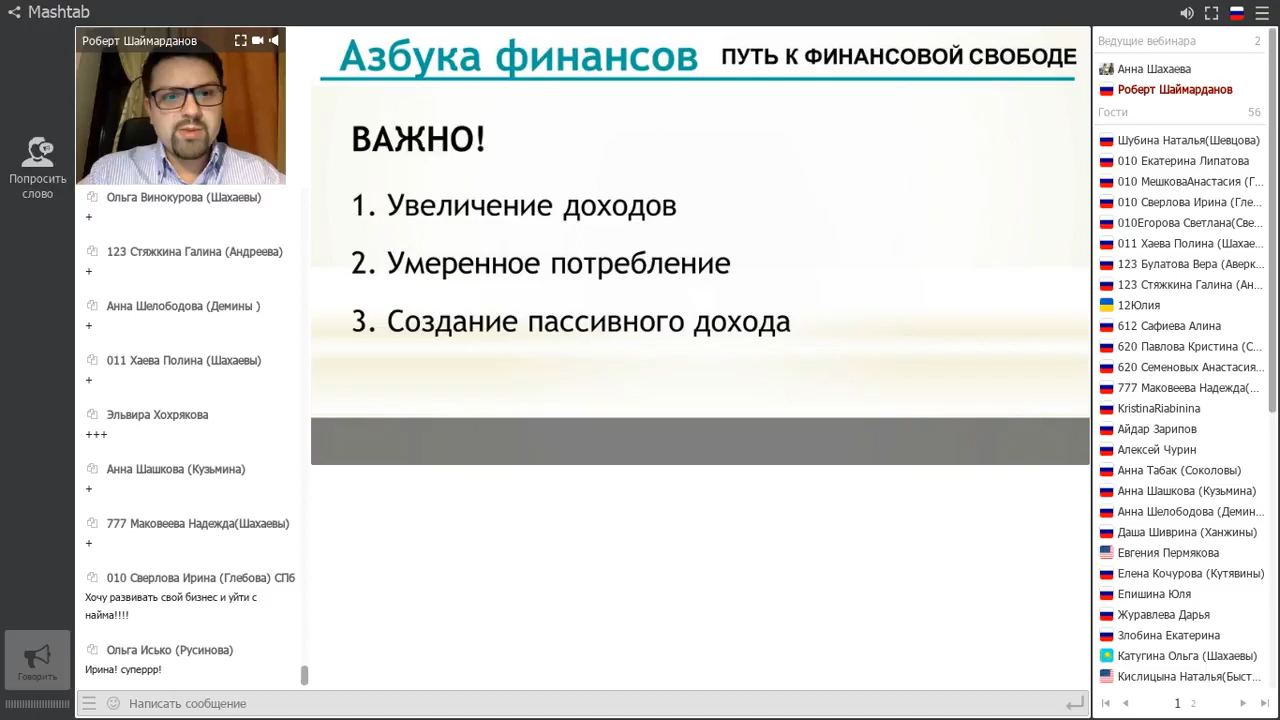 Mashtab
Попросить
слово
Говорить
Роберт Шаймарданов
Ольга Винокурова (Шахаевы)
+
123 Стяжкина Галина (Андреева)
+
Анна Шелободова (Демины )
+
011 Хаева Полина (Шахаевы)
+
Эльвира Хохрякова
+++
Анна Шашкова (Кузьмина)
+
777 Маковеева Надежда(Шахаевы)
+
010 Сверлова Ирина (Глебова) СПб
Хочу развивать свой бизнес и уйти с
найма!!!!
Ольга Исько (Русинова)
Ирина! суперрр!
Написать сообщение
Азбука финансов ПУТЬ К ФИНАНСОВОЙ СВОБОДЕ
ВАЖНО!
1. Увеличение доходов
2. Умеренное потребление
3. Создание пассивного дохода
Ведущие вебинара 2
Анна Шахаева
Роберт Шаймарданов
Гости 56
Шубина Наталья(Шевцова)
010 Екатерина Липатова
010 МешковаАнастасия (Г...
010 Сверлова Ирина (Гле...
010Егорова Светлана(Све...
011 Хаева Полина (Шахае...
123 Булатова Вера (Аверк...
123 Стяжкина Галина (Ан...
12Юлия
612 Сафиева Алина
620 Павлова Кристина (С...
620 Семеновых Анастасия...
777 Маковеева Надежда(...
KristinaRiabinina
Айдар Зарипов
Алексей Чурин
Анна Табак (Соколовы)
Анна Шашкова (Кузьмина)
Анна Шелободова (Демин...
Даша Шиврина (Ханжины)
Евгения Пермякова
Елена Кочурова (Кутявины)
Епишина Юля
Журавлева Дарья
Злобина Екатерина
Катугина Ольга (Шахаевы)
Кислицына Наталья(Быст...
1 2